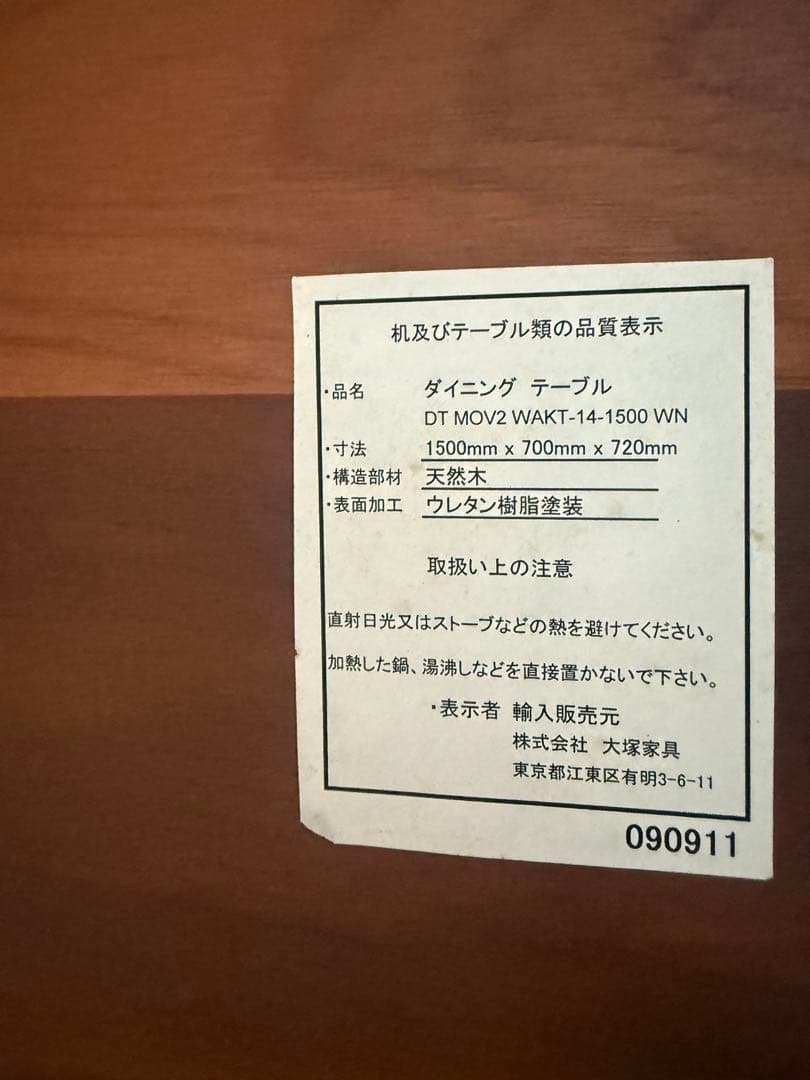 机及びテーブル類の品質表示
・品名 ダイニング テーブル
DT MOV2 WAKT-14-1500 WN
・寸法 1500mm x 700mm x 720mm
・構造部材 天然木
・表面加工 ウレタン樹脂塗装
取扱い上の注意
直射日光又はストーブなどの熱を避けてください。
加熱した鍋、湯沸しなどを直接置かないで下さい。
・表示者 輸入販売元
株式会社 大塚家具
東京都江東区有明3-6-11
090911